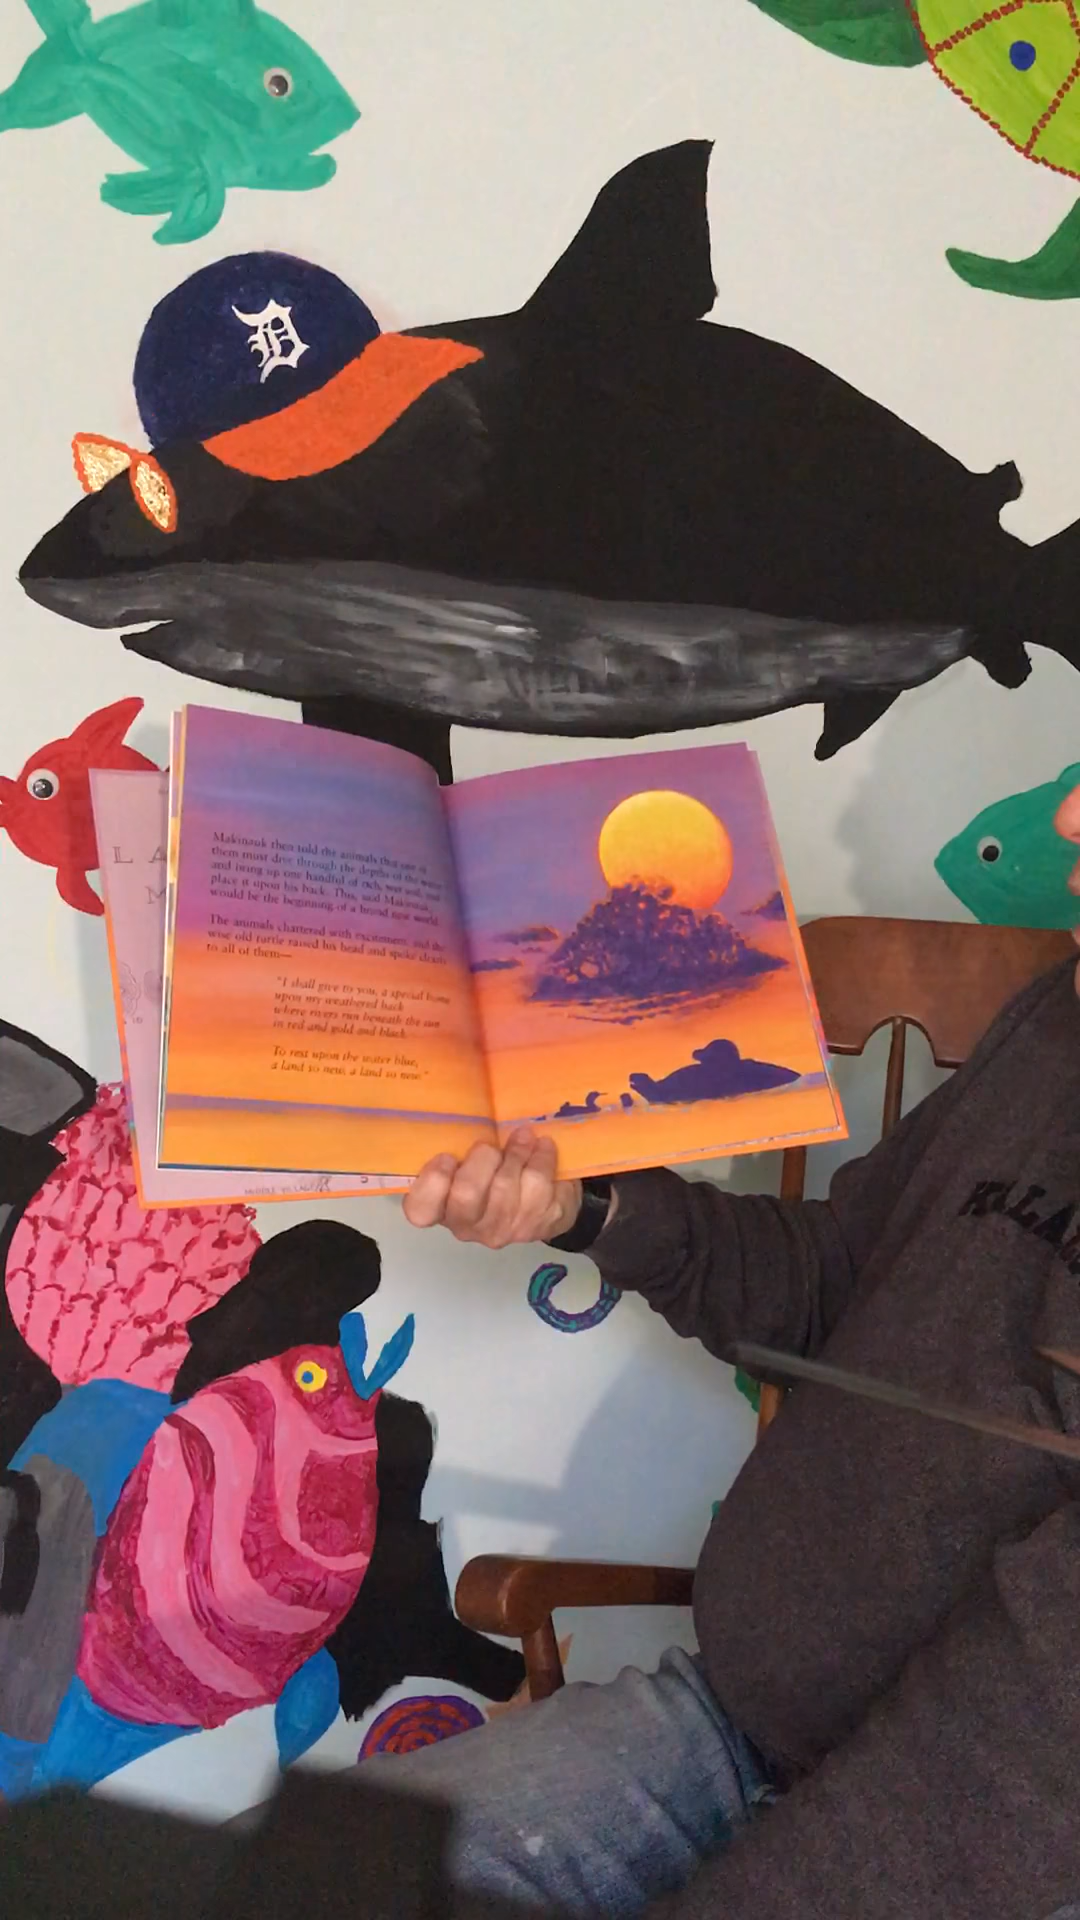 D
L A
M
Makinauk then told the animals that one of
them must dive through the depths of the water
and bring up one handful of rich, wet soil, and
place it upon his back. This, said Makinauk,
would be the beginning of a brand new world.
The animals chattered with excitement, and the
wise old turtle raised his head and spoke clearly
to all of them—
"I shall give to you, a special home
upon my weathered back
where rivers run beneath the sun
in red and gold and black.
To rest upon the water blue,
a land so new, a land so new."
MIDDLE VILLAGE